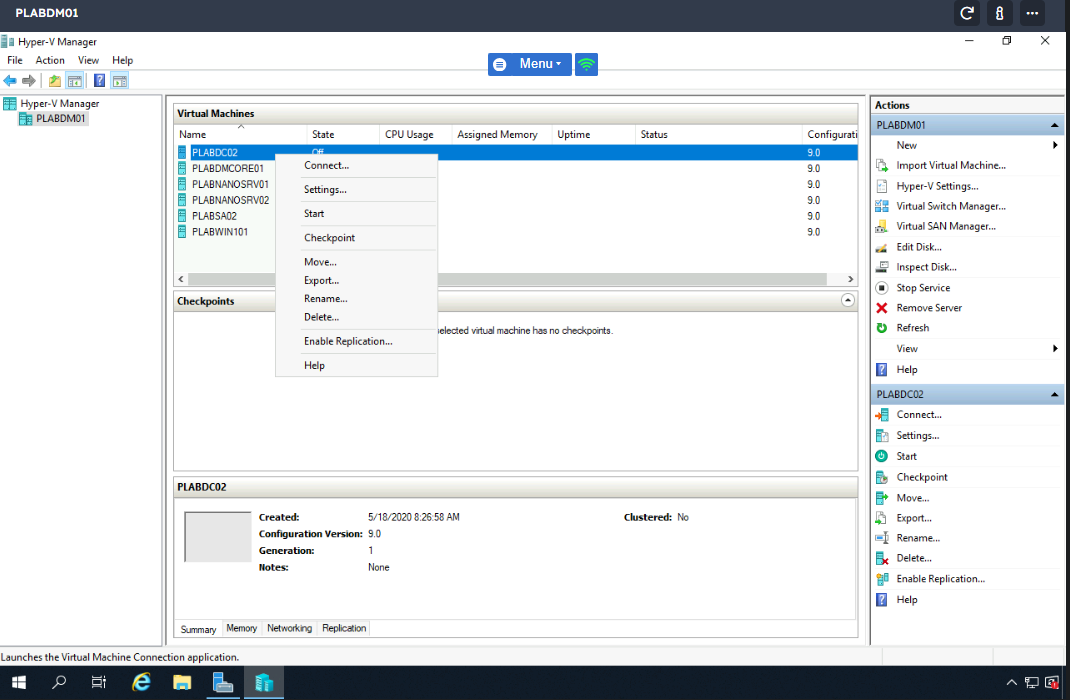 PLABDM01
Hyper-V Manager
File Action View Help
Menu
Hyper-V Manager
PLABDM01
Virtual Machines
Name State CPU Usage Assigned Memory Uptime Status Configurati
PLABDC02 Off 9.0
PLABDMCORE01 9.0
PLABNANOSRV01 9.0
PLABNANOSRV02 9.0
PLABSA02 9.0
PLABWIN101 9.0
Connect...
Settings...
Start
Checkpoint
Move...
Export...
Rename...
Delete...
Enable Replication...
Help
Checkpoints
elected virtual machine has no checkpoints.
PLABDC02
Created: 5/18/2020 8:26:58 AM Clustered: No
Configuration Version: 9.0
Generation: 1
Notes: None
Summary Memory Networking Replication
Actions
PLABDM01
New
Import Virtual Machine...
Hyper-V Settings...
Virtual Switch Manager...
Virtual SAN Manager...
Edit Disk...
Inspect Disk...
Stop Service
Remove Server
Refresh
View
Help
PLABDC02
Connect...
Settings...
Start
Checkpoint
Move...
Export...
Rename...
Delete...
Enable Replication...
Help
Launches the Virtual Machine Connection application.